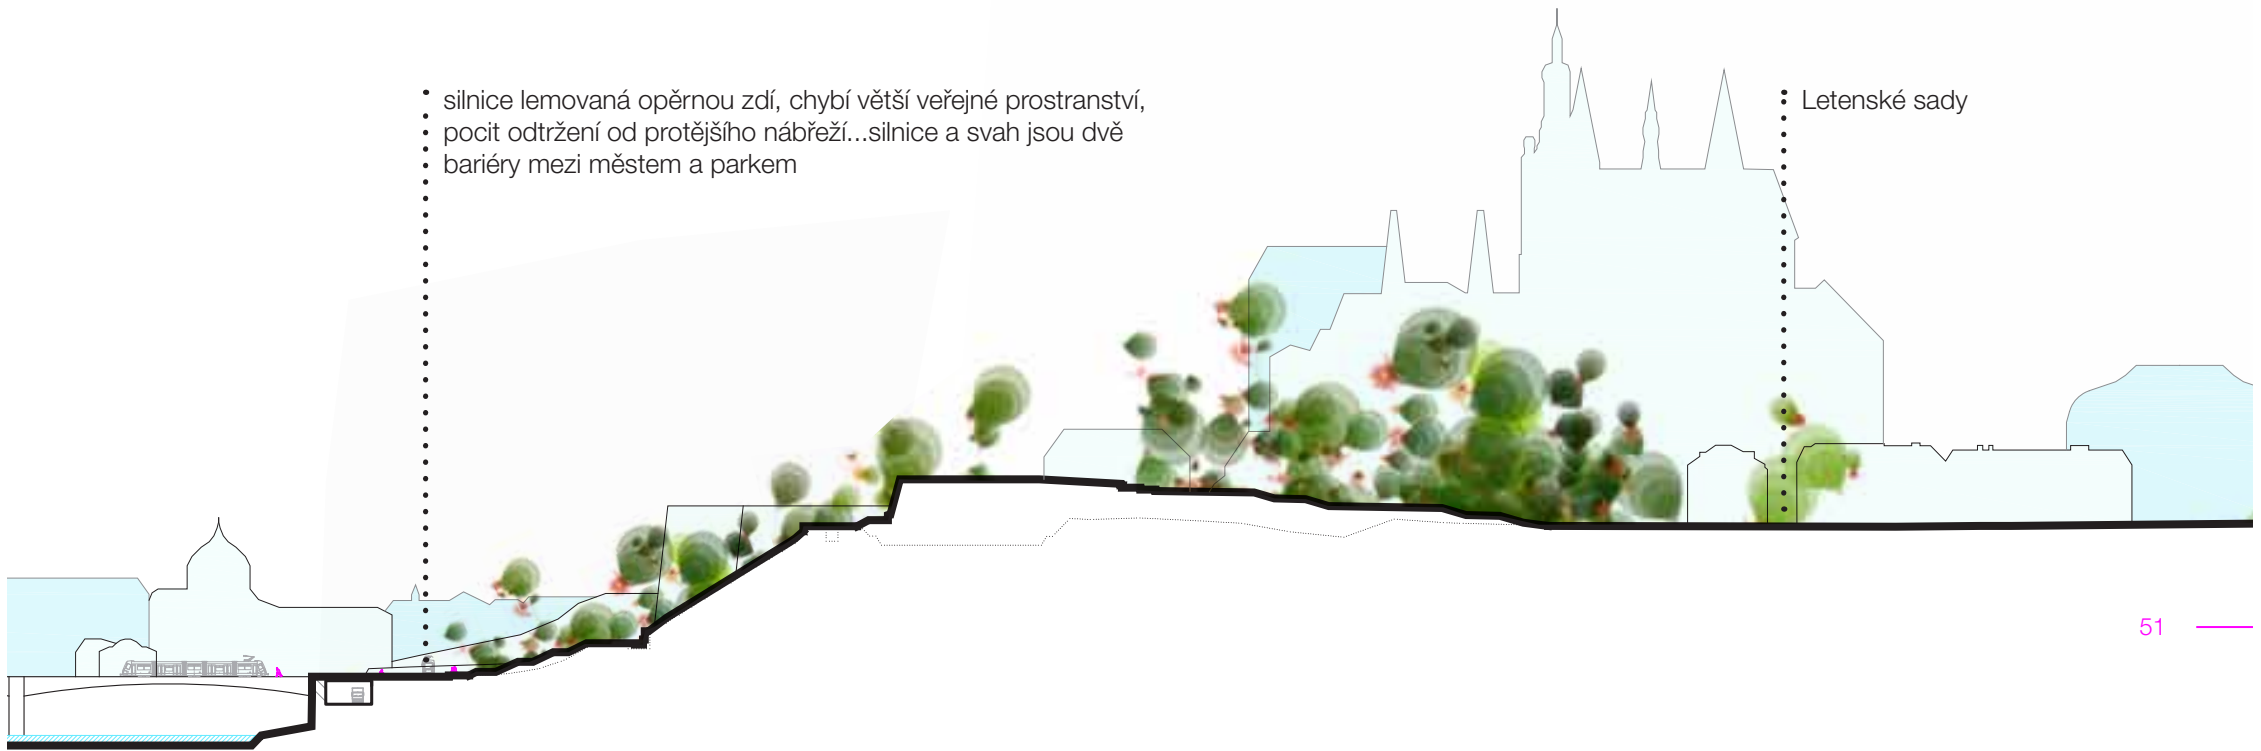 silnice lemovaná opěrnou zdí, chybí větší veřejné prostranství,
pocit odtržení od protějšího nábřeží...silnice a svah jsou dvě
bariéry mezi městem a parkem
Letenské sady
51